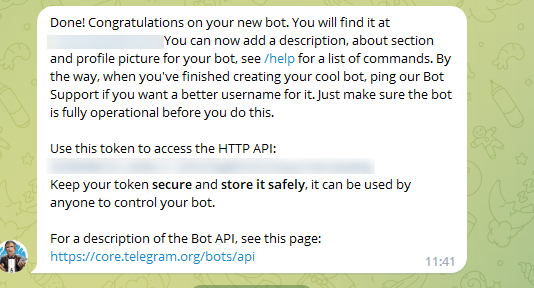 Done! Congratulations on your new bot. You will find it at
You can now add a description, about section
and profile picture for your bot, see /help for a list of commands. By
the way, when you've finished creating your cool bot, ping our Bot
Support if you want a better username for it. Just make sure the bot
is fully operational before you do this.
Use this token to access the HTTP API:
Keep your token secure and store it safely, it can be used by
anyone to control your bot.
For a description of the Bot API, see this page:
https://core.telegram.org/bots/api
11:41